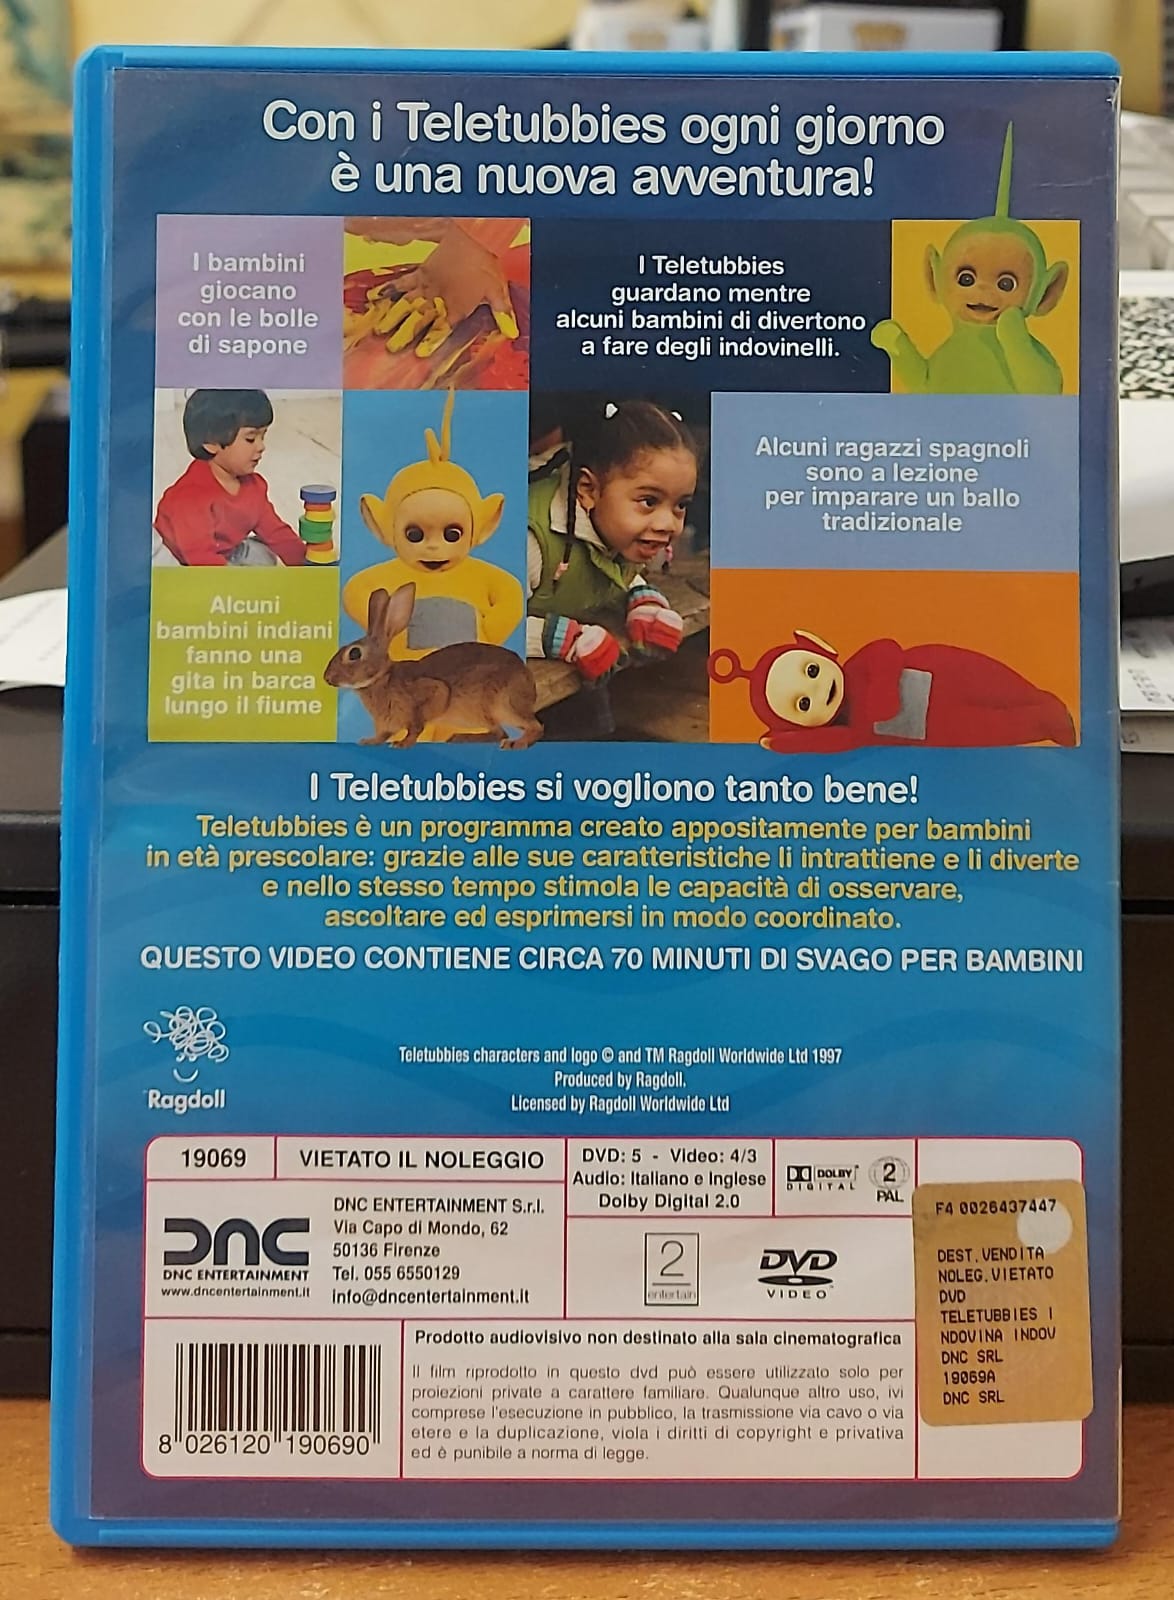 Con i Teletubbies ogni giorno
è una nuova avventura!
I bambini
giocano
con le bolle
di sapone
I Teletubbies
guardano mentre
alcuni bambini di divertono
a fare degli indovinelli.
Alcuni ragazzi spagnoli
sono a lezione
per imparare un ballo
tradizionale
Alcuni
bambini indiani
fanno una
gita in barca
lungo il fiume
I Teletubbies si vogliono tanto bene!
Teletubbies è un programma creato appositamente per bambini
in età prescolare: grazie alle sue caratteristiche li intrattiene e li diverte
e nello stesso tempo stimola le capacità di osservare,
ascoltare ed esprimersi in modo coordinato.
QUESTO VIDEO CONTIENE CIRCA 70 MINUTI DI SVAGO PER BAMBINI
Ragdoll
Teletubbies characters and logo © and TM Ragdoll Worldwide Ltd 1997
Produced by Ragdoll.
Licensed by Ragdoll Worldwide Ltd
19069
VIETATO IL NOLEGGIO
DVD: 5 - Video: 4/3
Audio: Italiano e Inglese
Dolby Digital 2.0
DOLBY
DIGITAL
2
PAL
dnc
DNC ENTERTAINMENT
www.dncentertainment.it
DNC ENTERTAINMENT S.r.l.
Via Capo di Mondo, 62
50136 Firenze
Tel. 055 6550129
info@dncentertainment.it
2
entertain
DVD
VIDEO
F4 0026437447
DEST.VENDITA
NOLEG.VIETATO
DVD
TELETUBBIES I
NDOVINA INDOV
DNC SRL
19069A
DNC SRL
8 026120 190690
Prodotto audiovisivo non destinato alla sala cinematografica
Il film riprodotto in questo dvd può essere utilizzato solo per
proiezioni private a carattere familiare. Qualunque altro uso, ivi
comprese l'esecuzione in pubblico, la trasmissione via cavo o via
etere e la duplicazione, viola i diritti di copyright e privativa
ed è punibile a norma di legge.